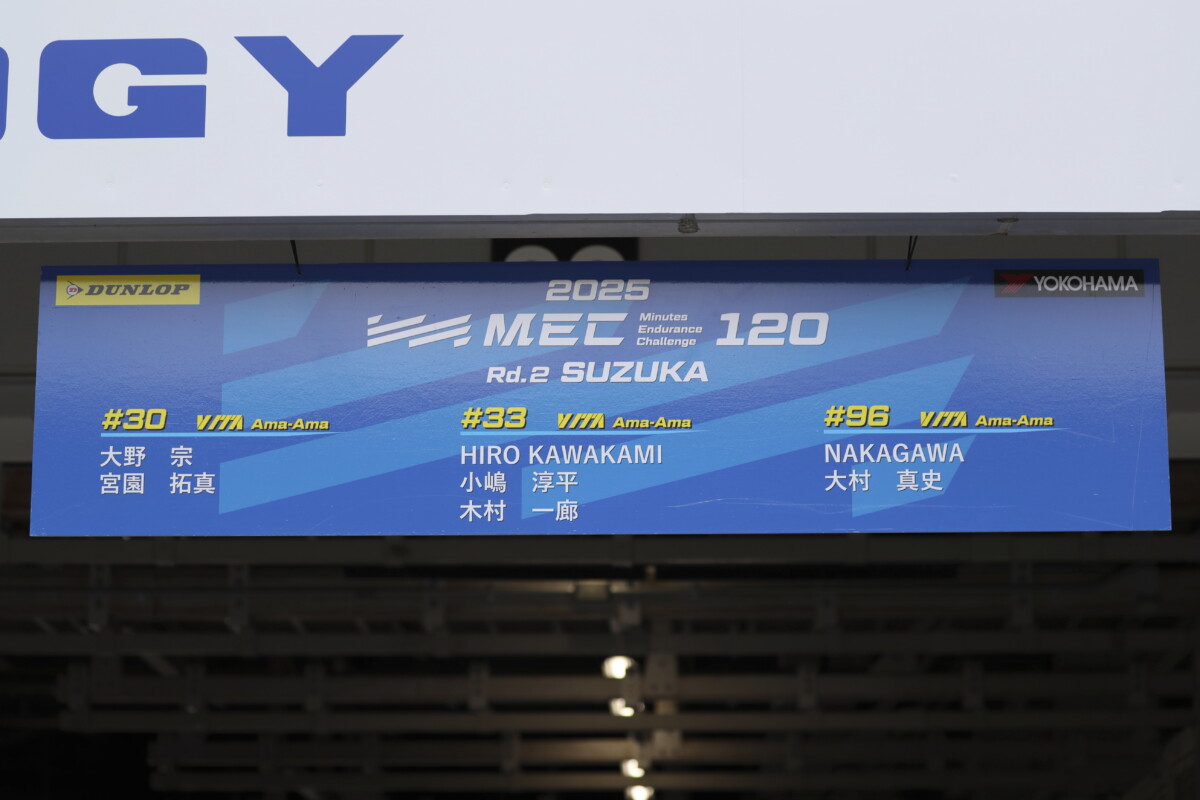 GY
DUNLOP
YOKOHAMA
2025
MEC Minutes Endurance Challenge 120
Rd.2 SUZUKA
#30 VITA Ama-Ama
大野　宗
宮園　拓真
#33 VITA Ama-Ama
HIRO KAWAKAMI
小嶋　淳平
木村　一廊
#96 VITA Ama-Ama
NAKAGAWA
大村　真史